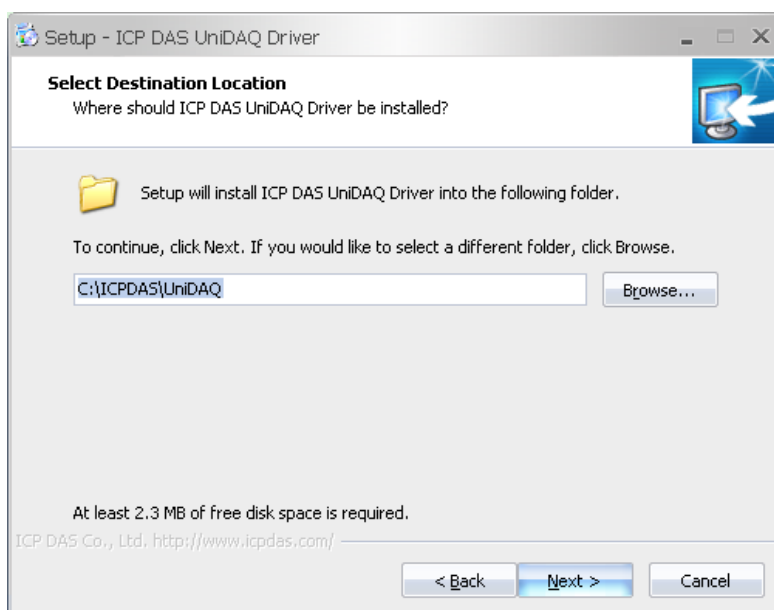 Setup - ICP DAS UniDAQ Driver
Select Destination Location
Where should ICP DAS UniDAQ Driver be installed?
Setup will install ICP DAS UniDAQ Driver into the following folder.
To continue, click Next. If you would like to select a different folder, click Browse.
C:\ICPDAS\UniDAQ
Browse...
At least 2.3 MB of free disk space is required.
ICP DAS Co., Ltd. http://www.icpdas.com/
< Back
Next >
Cancel